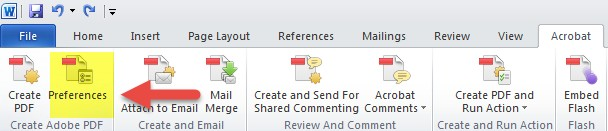 W
File Home Insert Page Layout References Mailings Review View Acrobat
Create PDF
Preferences
Attach to Email
Mail Merge
Create and Send For
Shared Commenting
Acrobat
Comments
Create PDF and
Run Action
Embed
Flash
Create Adobe PDF Create and Email Review And Comment Create and Run Action Flash